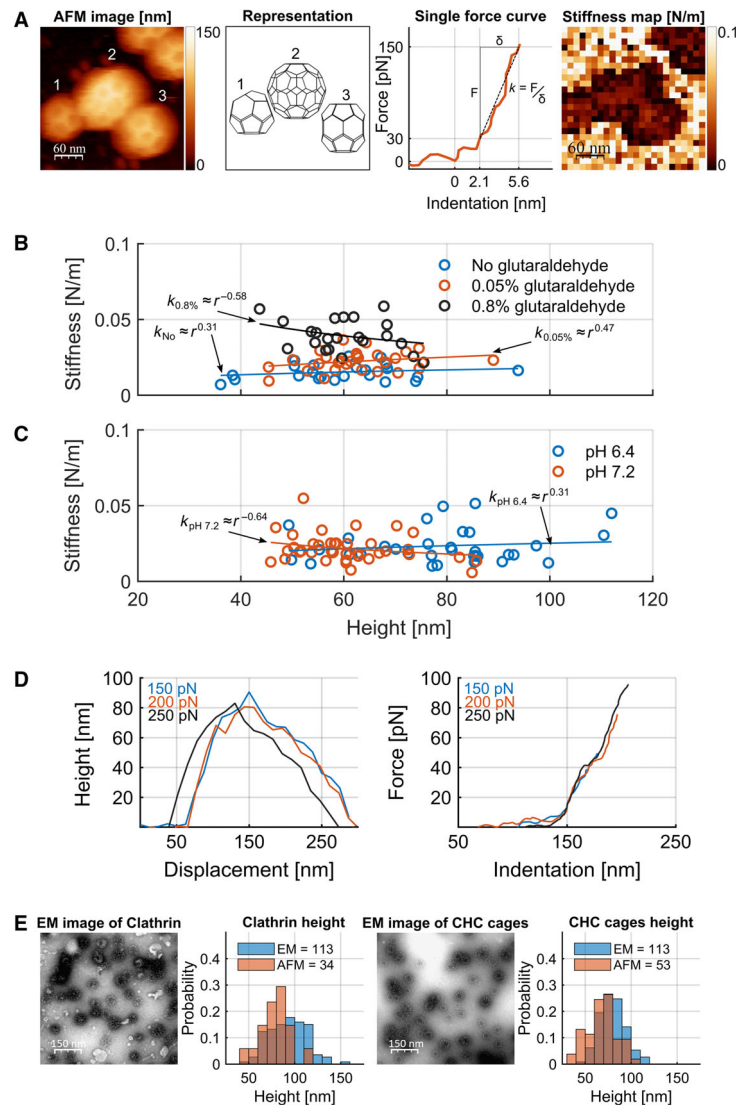 A
AFM image [nm]
150
1
2
3
60 nm
0
Representation
1
2
3
Single force curve
Force [pN]
150
30
0
δ
F
k = F/δ
0 2.1 5.6
Indentation [nm]
Stiffness map [N/m]
0.1
60 nm
0
B
Stiffness [N/m]
0.1
0.05
0
No glutaraldehyde
0.05% glutaraldehyde
0.8% glutaraldehyde
k0.8% ≈ r−0.58
kNo ≈ r0.31
k0.05% ≈ r0.47
C
Stiffness [N/m]
0.1
0.05
0
pH 6.4
pH 7.2
kpH 7.2 ≈ r−0.64
kpH 6.4 ≈ r0.31
20 40 60 80 100 120
Height [nm]
D
Height [nm]
100
80
60
40
20
150 pN
200 pN
250 pN
50 150 250
Displacement [nm]
Force [pN]
100
80
60
40
20
150 pN
200 pN
250 pN
50 150 250
Indentation [nm]
E
EM image of Clathrin
150 nm
Clathrin height
Probability
0.4
0.3
0.2
0.1
0
EM = 113
AFM = 34
50 100 150
Height [nm]
EM image of CHC cages
150 nm
CHC cages height
Probability
0.4
0.3
0.2
0.1
0
EM = 113
AFM = 53
50 100 150
Height [nm]